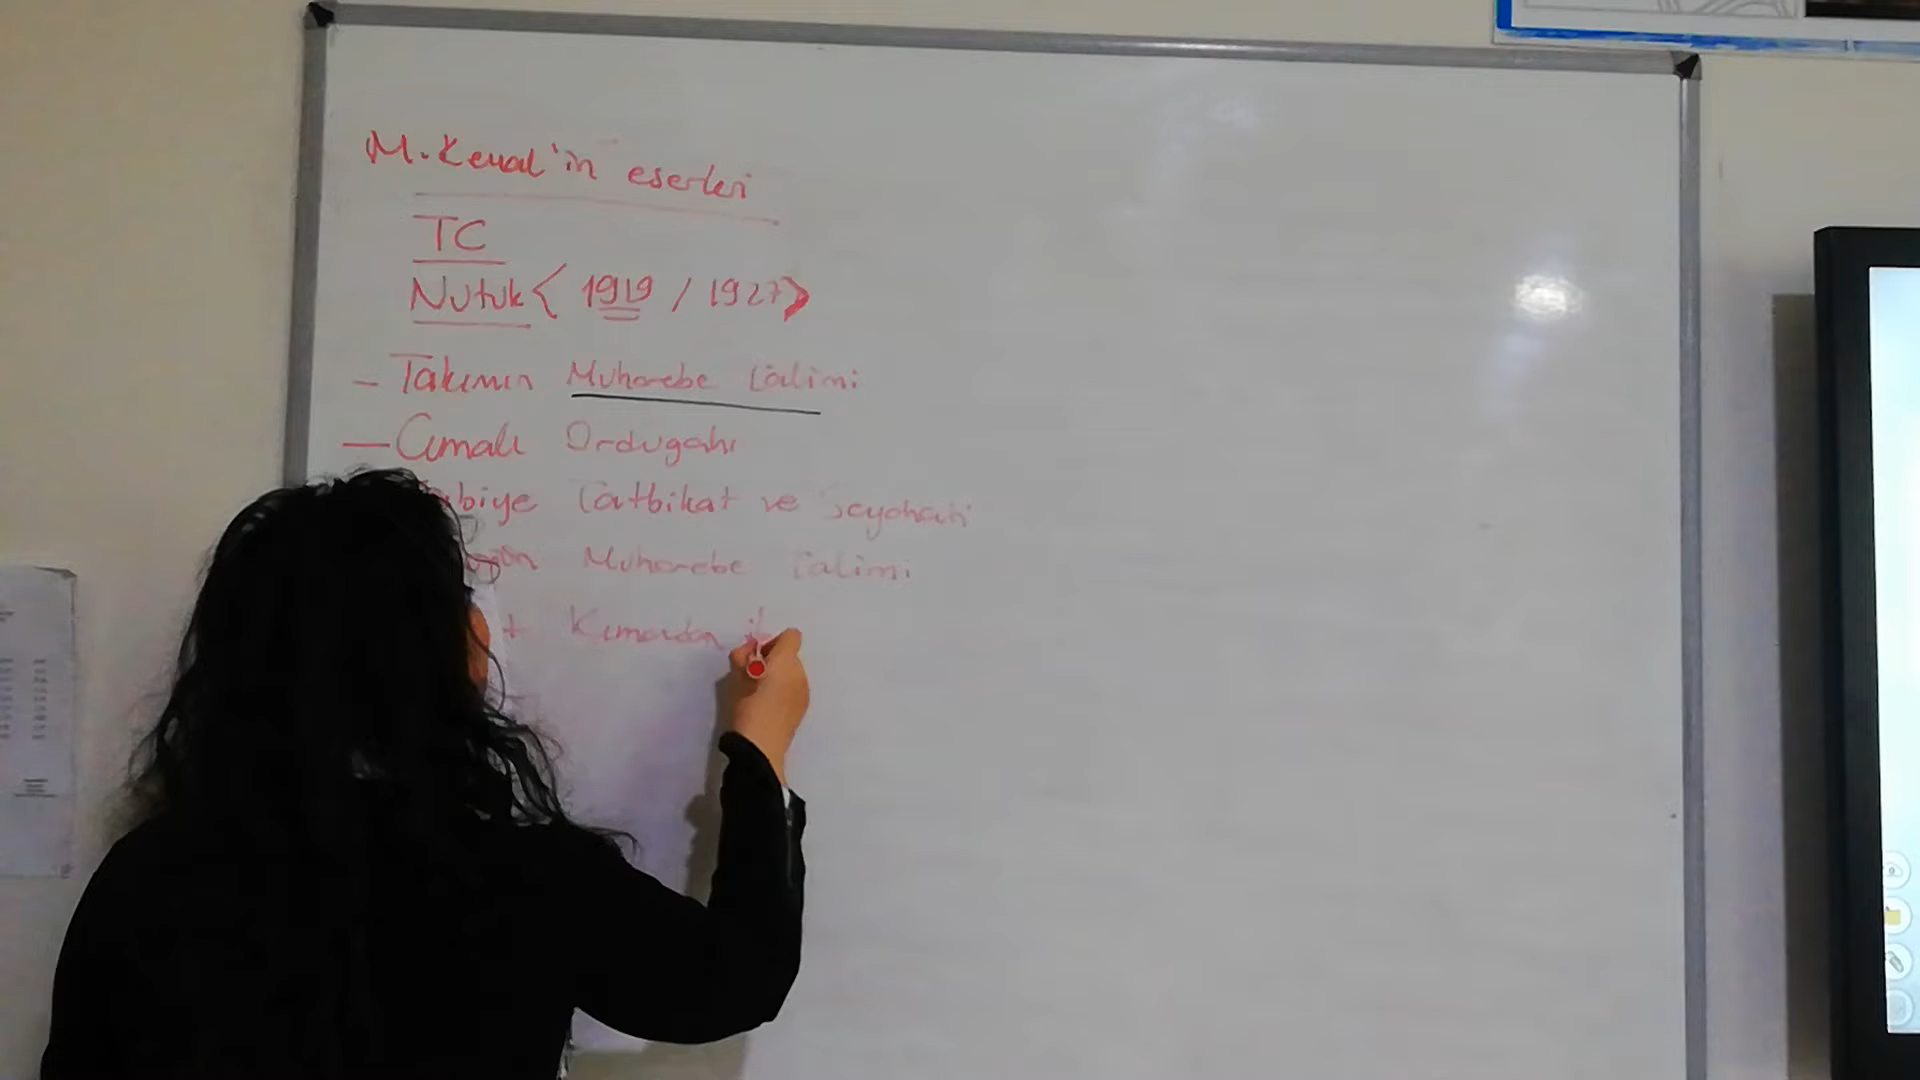 M. Kemal'in eserleri
TC
Nutuk < 1919 / 1927 >
- Takımın Muharebe Talimi
- Cumalı Ordugahı
biye Tatbikat ve Seyahati
Muharebe Talimi
+ Kumandan